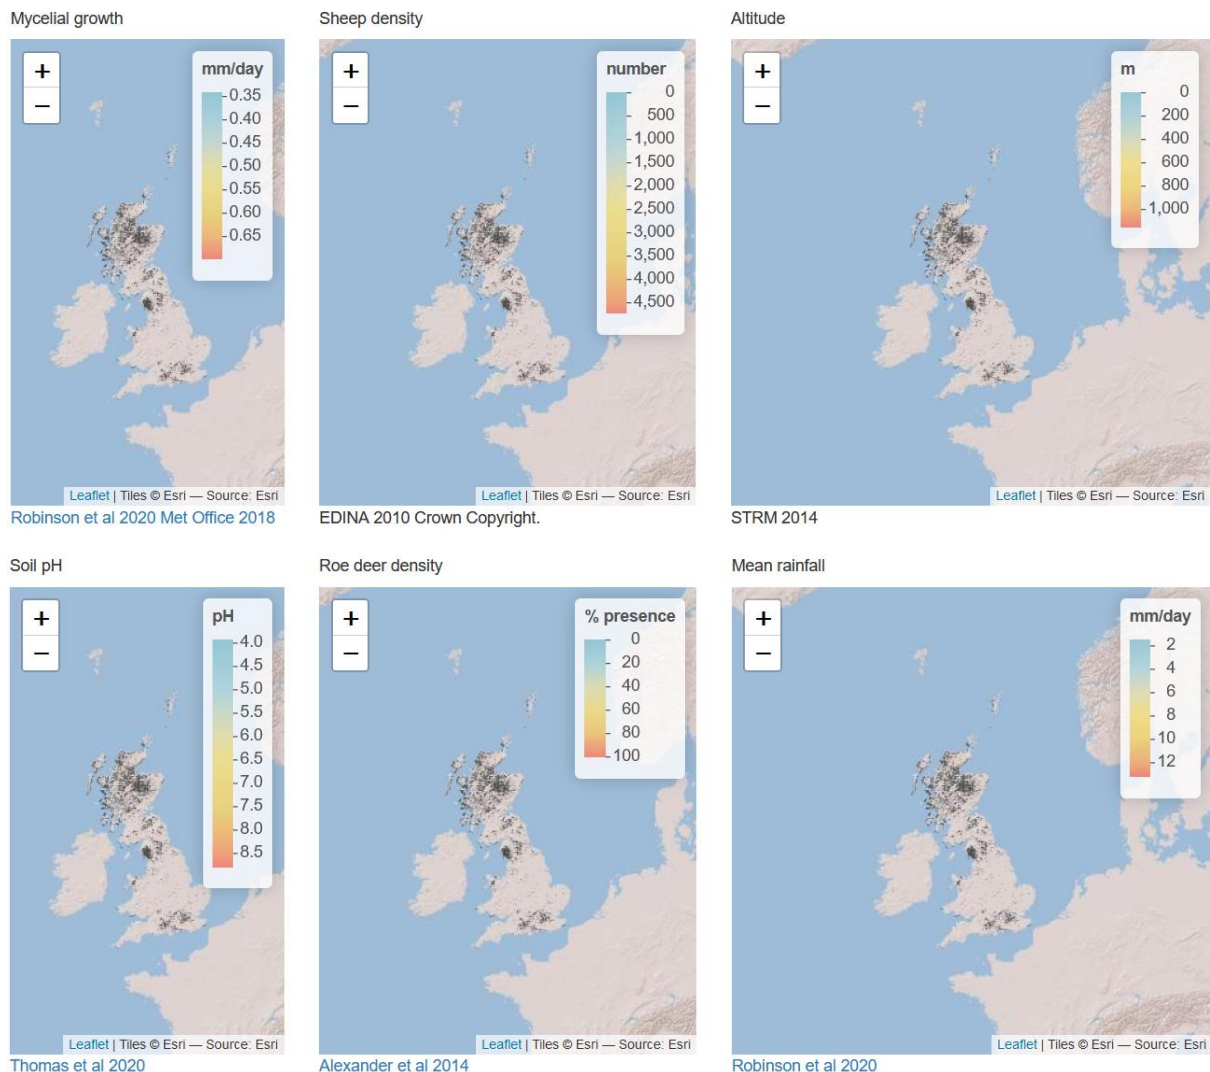 Mycelial growth
+
−
mm/day
0.35
0.40
0.45
0.50
0.55
0.60
0.65
Leaflet | Tiles © Esri — Source: Esri
Robinson et al 2020 Met Office 2018
Sheep density
+
−
number
0
500
1,000
1,500
2,000
2,500
3,000
3,500
4,000
4,500
Leaflet | Tiles © Esri — Source: Esri
EDINA 2010 Crown Copyright.
Altitude
+
−
m
0
200
400
600
800
1,000
Leaflet | Tiles © Esri — Source: Esri
STRM 2014
Soil pH
+
−
pH
4.0
4.5
5.0
5.5
6.0
6.5
7.0
7.5
8.0
8.5
Leaflet | Tiles © Esri — Source: Esri
Thomas et al 2020
Roe deer density
+
−
% presence
0
20
40
60
80
100
Leaflet | Tiles © Esri — Source: Esri
Alexander et al 2014
Mean rainfall
+
−
mm/day
2
4
6
8
10
12
Leaflet | Tiles © Esri — Source: Esri
Robinson et al 2020